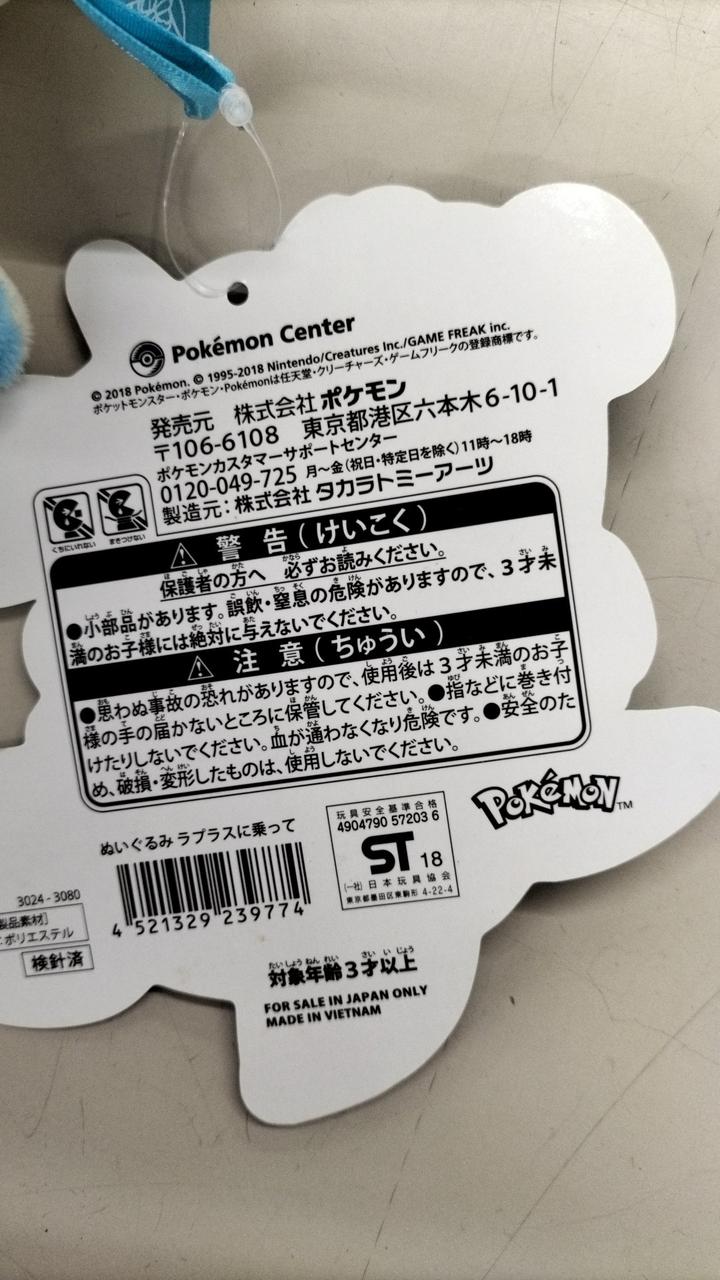 Pokémon Center
© 2018 Pokémon. © 1995-2018 Nintendo/Creatures Inc./GAME FREAK inc.
ポケットモンスター・ポケモン・Pokémonは任天堂・クリーチャーズ・ゲームフリークの登録商標です。
発売元 株式会社ポケモン
〒106-6108 東京都港区六本木6-10-1
ポケモンカスタマーサポートセンター
0120-049-725 月～金(祝日・特定日を除く)11時～18時
製造元：株式会社 タカラトミーアーツ
くちにいれない まきつけない
警告(けいこく)
保護者の方へ 必ずお読みください。
●小部品があります。誤飲・窒息の危険がありますので、3才未
満のお子様には絶対に与えないでください。
注意(ちゅうい)
●思わぬ事故の恐れがありますので、使用後は3才未満のお子
様の手の届かないところに保管してください。●指などに巻き付
けたりしないでください。血が通わなくなり危険です。●安全のた
め、破損・変形したものは、使用しないでください。
POKÉMON TM
ぬいぐるみ ラプラスに乗って
4 521329 239774
玩具安全基準合格
4904790 57203 6
ST 18
(一社)日本玩具協会
東京都墨田区東駒形 4-22-4
3024-3080
製品素材]
ポリエステル
検針済
対象年齢3才以上
FOR SALE IN JAPAN ONLY
MADE IN VIETNAM